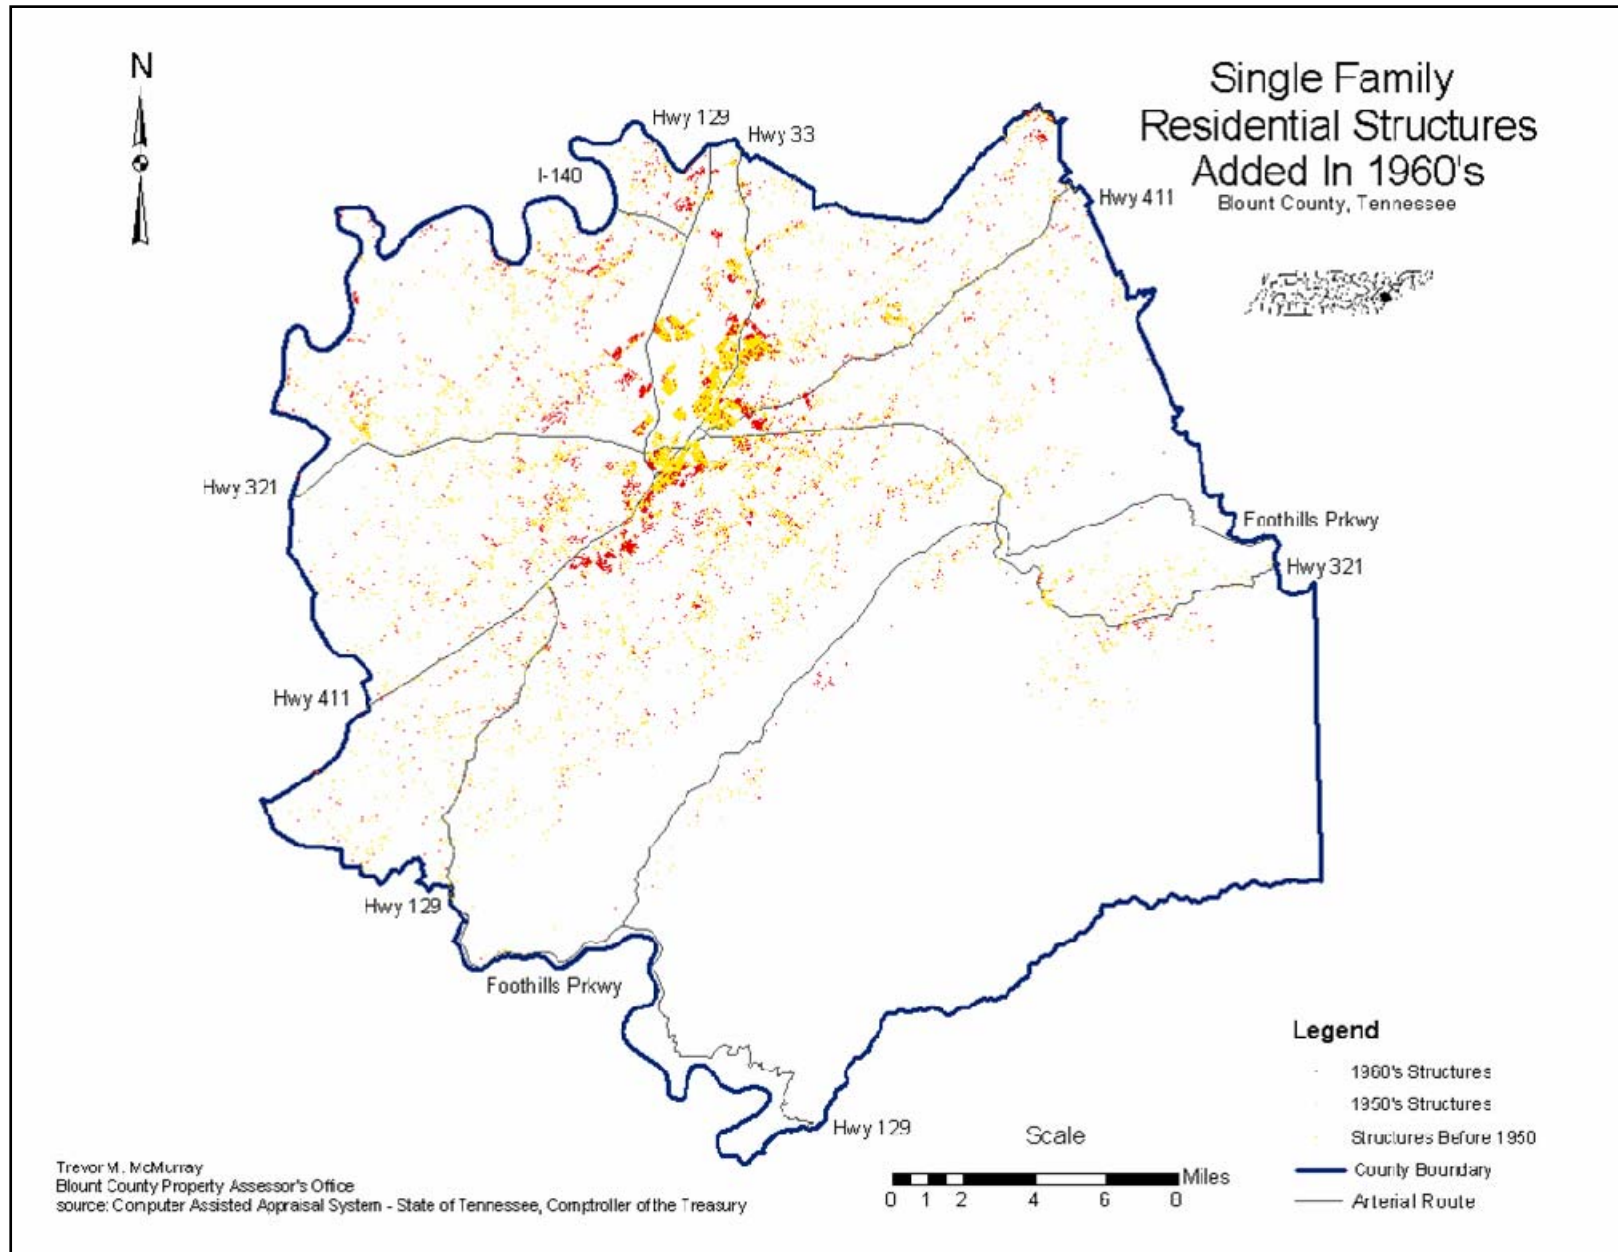 N
Single Family
Residential Structures
Added In 1960's
Blount County, Tennessee
Hwy 129
Hwy 33
I-140
Hwy 411
Hwy 321
Foothills Prkwy
Hwy 321
Hwy 411
Hwy 129
Foothills Prkwy
Hwy 129
Legend
1960's Structures
1950's Structures
Structures Before 1950
County Boundary
Arterial Route
Scale
Miles
0 1 2 4 6 8
Trevor M. McMurray
Blount County Property Assessor's Office
source: Computer Assisted Appraisal System - State of Tennessee, Comptroller of the Treasury